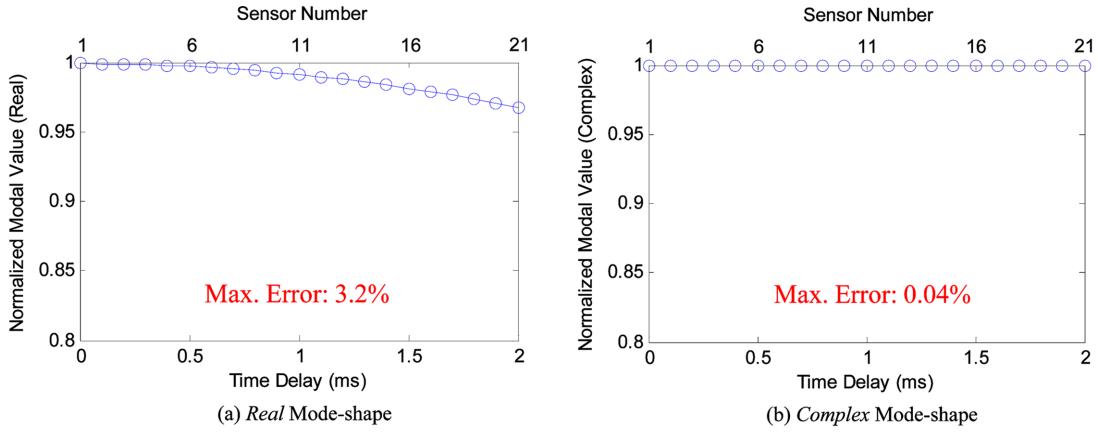 Sensor Number
1 6 11 16 21
Normalized Modal Value (Real)
1
0.95
0.9
0.85
0.8
Max. Error: 3.2%
0 0.5 1 1.5 2
Time Delay (ms)
(a) Real Mode-shape
Sensor Number
1 6 11 16 21
Normalized Modal Value (Complex)
1
0.95
0.9
0.85
0.8
Max. Error: 0.04%
0 0.5 1 1.5 2
Time Delay (ms)
(b) Complex Mode-shape